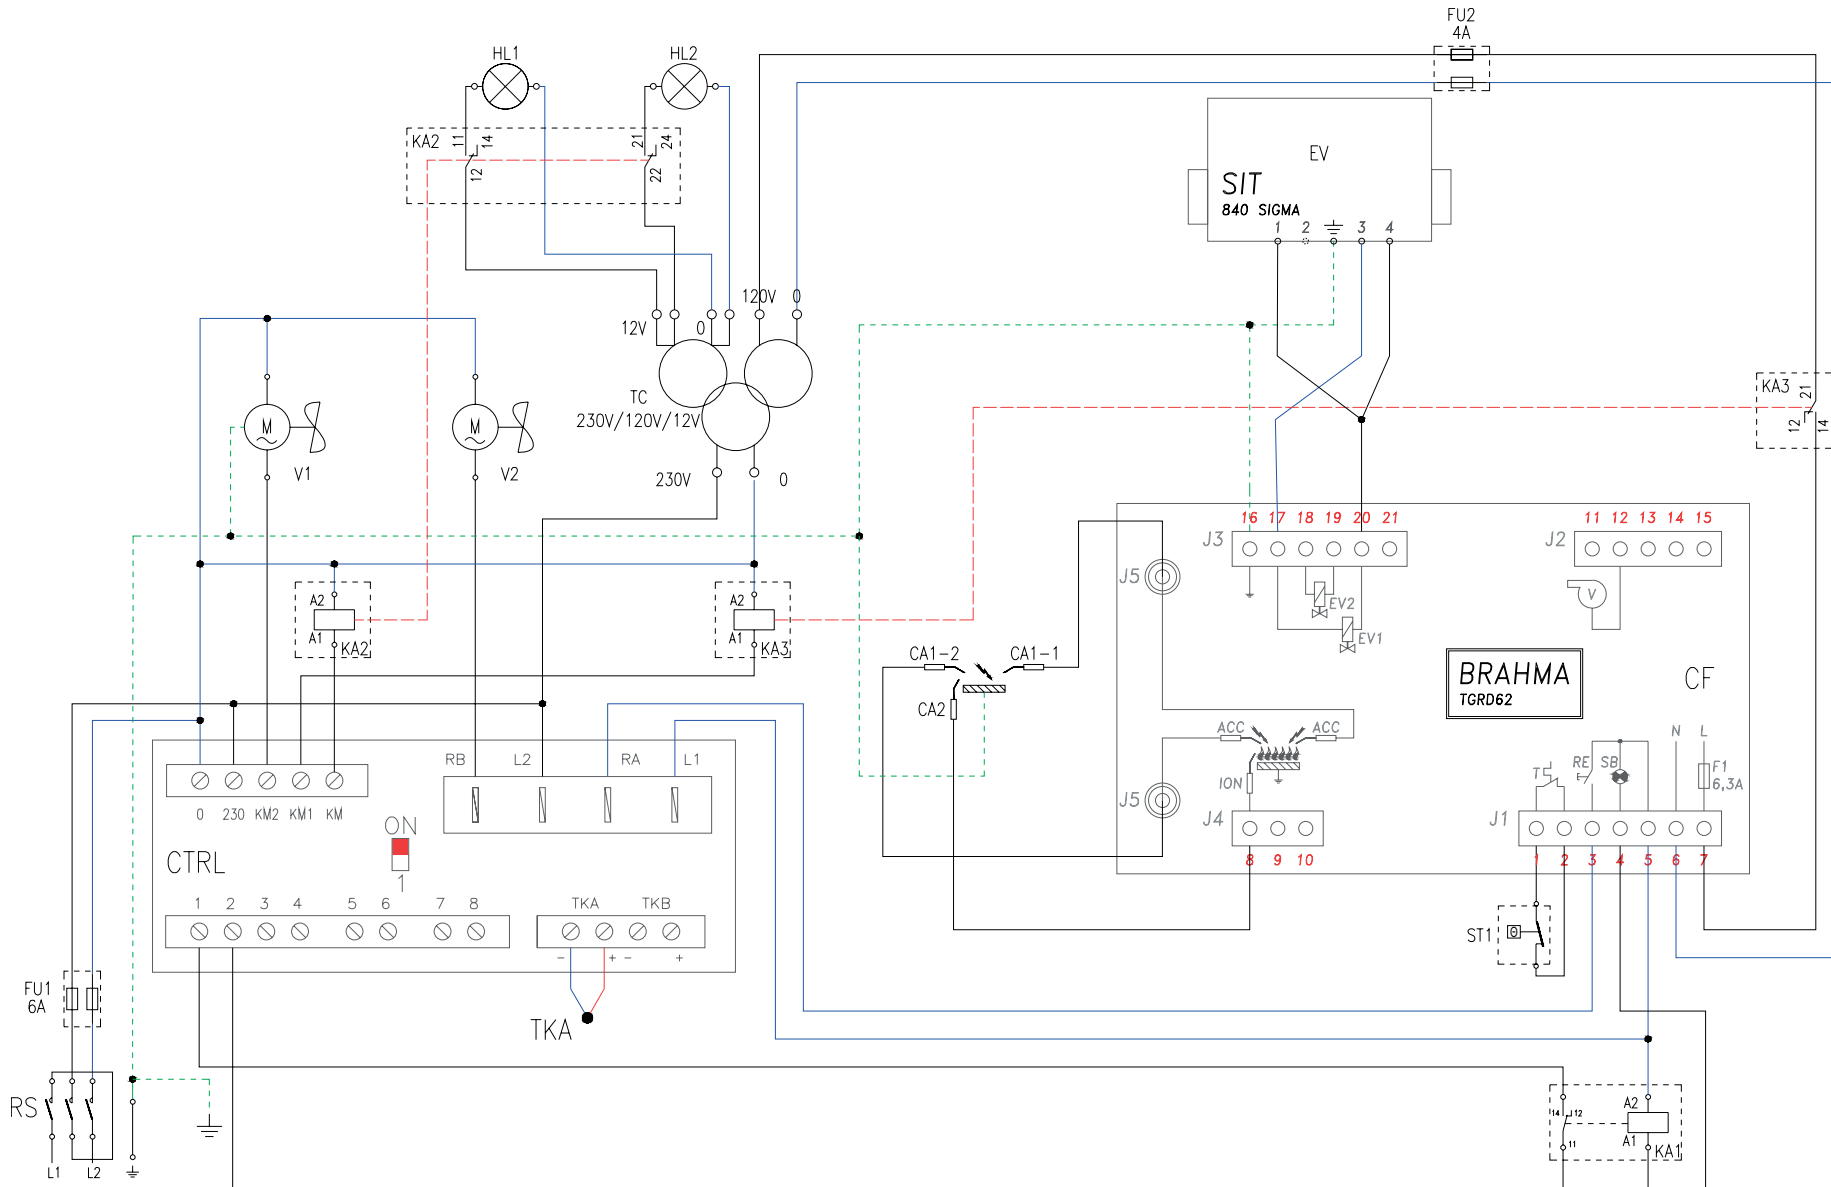 FU2
4A
HL1
HL2
KA2
11
14
12
21
24
22
EV
SIT
840 SIGMA
1 2 3 4
120V 0
12V
0
TC
230V/120V/12V
230V
0
KA3
21
12
14
M
V1
M
V2
16 17 18 19 20 21
J3
11 12 13 14 15
J2
J5
EV2
EV1
V
A2
A1
KA2
A2
A1
KA3
CA1-2
CA1-1
CA2
BRAHMA
TGRD62
CF
ACC
ACC
ION
J5
J4
8 9 10
T
RE
SB
N
L
F1
6,3A
J1
1 2 3 4 5 6 7
RB
L2
RA
L1
0 230 KM2 KM1 KM
ON
1
CTRL
1 2 3 4 5 6 7 8
TKA
TKB
- + - +
TKA
ST1
θ
FU1
6A
RS
L1
L2
14
12
11
A2
A1
KA1